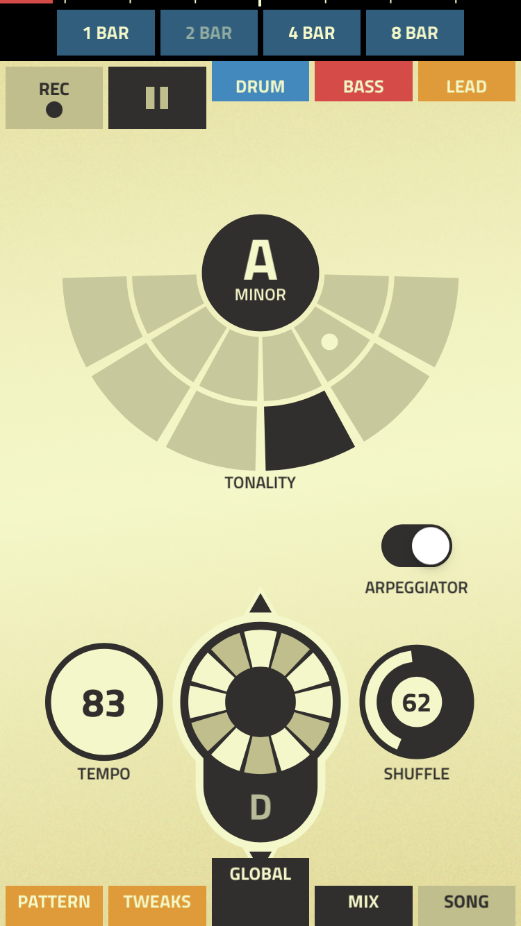 1 BAR
2 BAR
4 BAR
8 BAR
REC
DRUM
BASS
LEAD
A
MINOR
TONALITY
ARPEGGIATOR
83
TEMPO
62
SHUFFLE
D
GLOBAL
PATTERN
TWEAKS
MIX
SONG